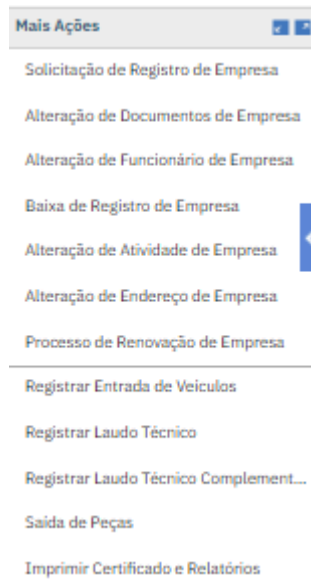 Mais Ações
Solicitação de Registro de Empresa
Alteração de Documentos de Empresa
Alteração de Funcionário de Empresa
Baixa de Registro de Empresa
Alteração de Atividade de Empresa
Alteração de Endereço de Empresa
Processo de Renovação de Empresa
Registrar Entrada de Veículos
Registrar Laudo Técnico
Registrar Laudo Técnico Complement...
Saída de Peças
Imprimir Certificado e Relatórios